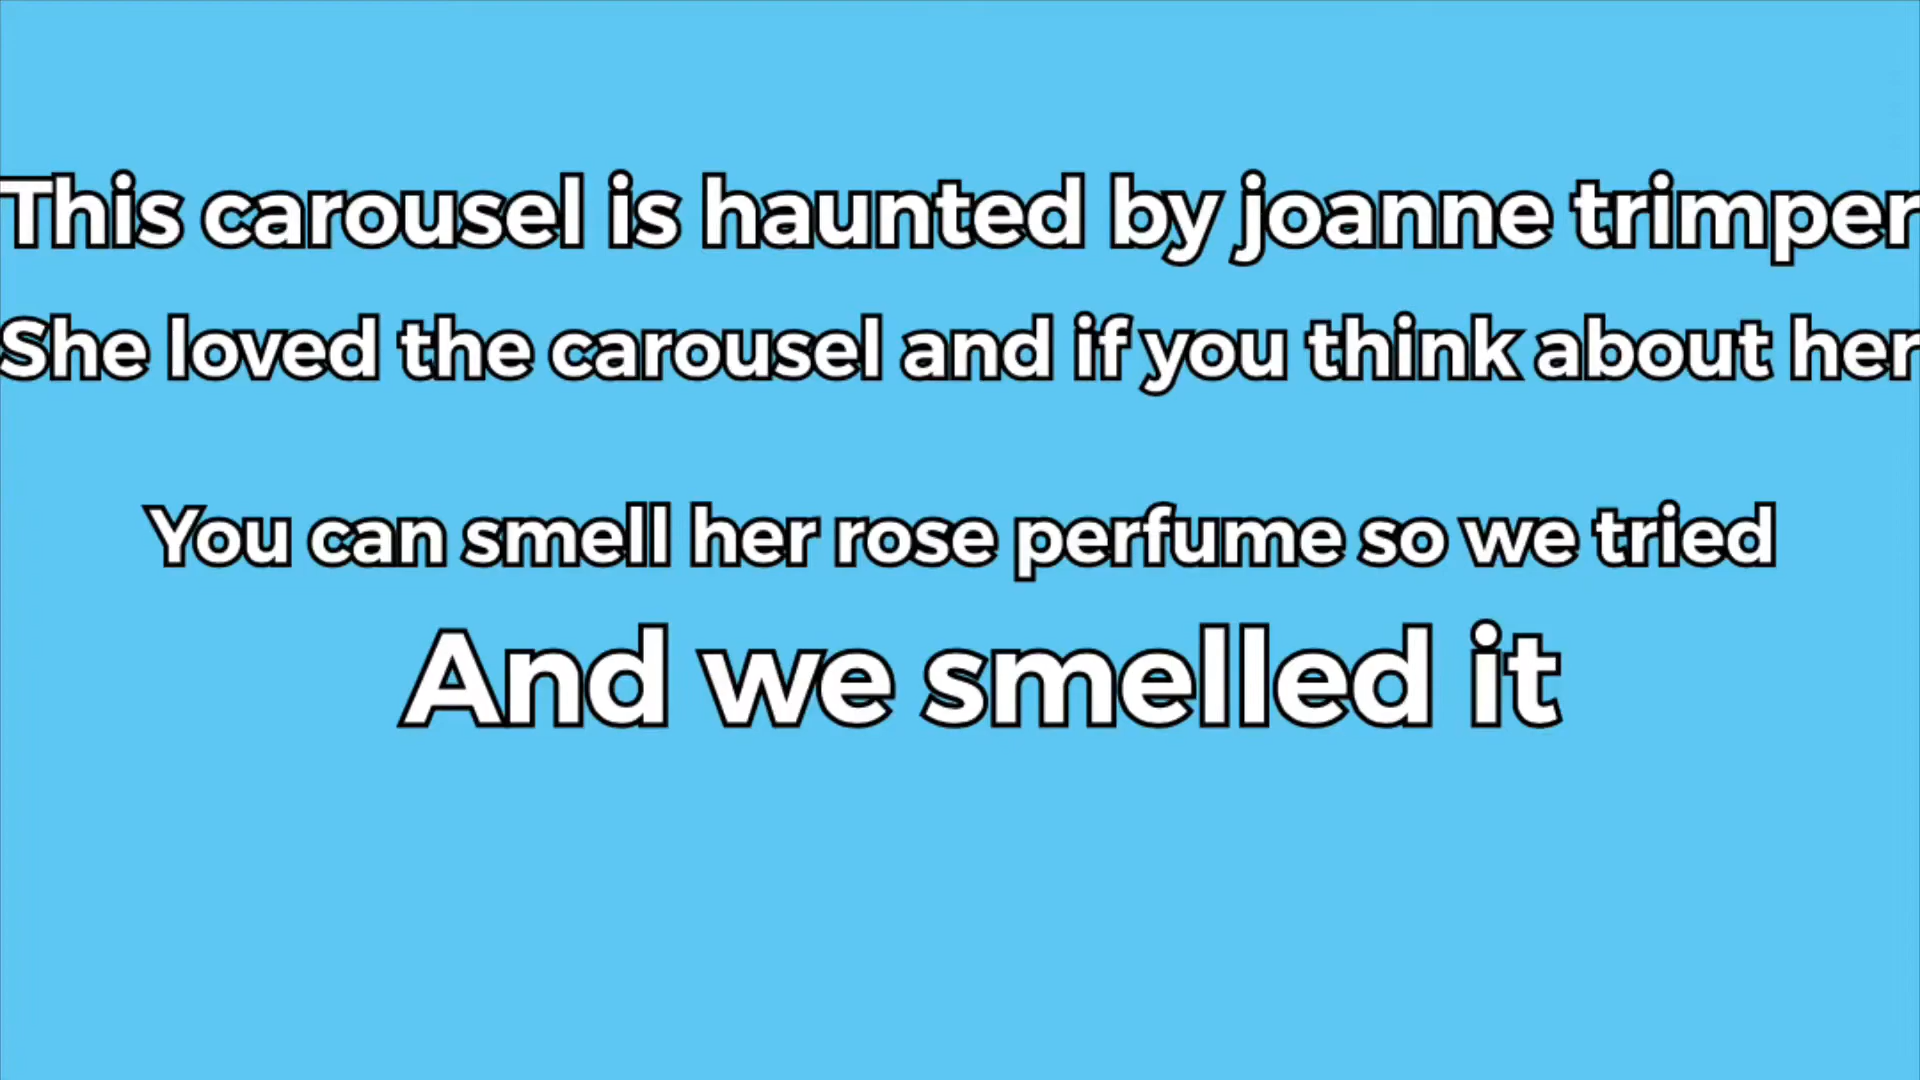 This carousel is haunted by joanne trimper
She loved the carousel and if you think about her
You can smell her rose perfume so we tried
And we smelled it